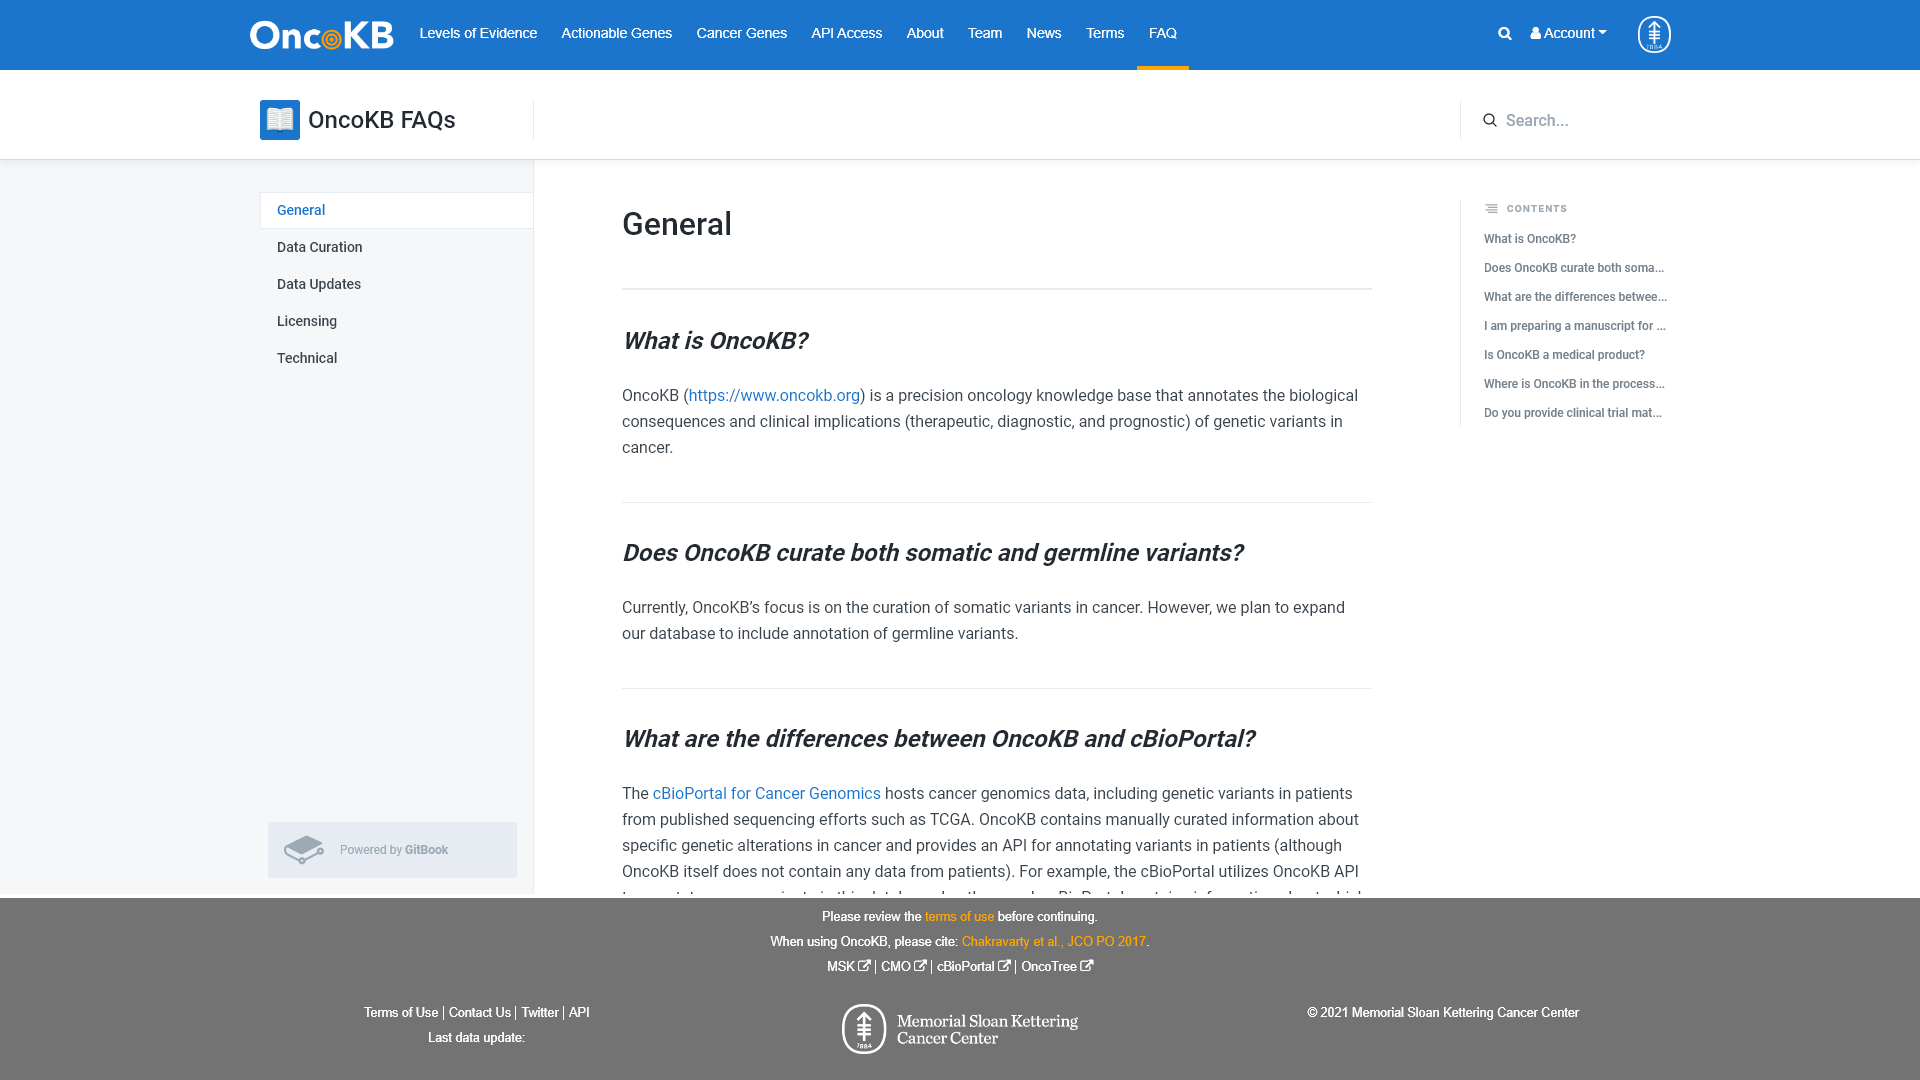 OncoKB Levels of Evidence Actionable Genes Cancer Genes API Access About Team News Terms FAQ Account
OncoKB FAQs Search...
General
Data Curation
Data Updates
Licensing
Technical
Powered by GitBook
General
What is OncoKB?
OncoKB (https://www.oncokb.org) is a precision oncology knowledge base that annotates the biological
consequences and clinical implications (therapeutic, diagnostic, and prognostic) of genetic variants in
cancer.
Does OncoKB curate both somatic and germline variants?
Currently, OncoKB’s focus is on the curation of somatic variants in cancer. However, we plan to expand
our database to include annotation of germline variants.
What are the differences between OncoKB and cBioPortal?
The cBioPortal for Cancer Genomics hosts cancer genomics data, including genetic variants in patients
from published sequencing efforts such as TCGA. OncoKB contains manually curated information about
specific genetic alterations in cancer and provides an API for annotating variants in patients (although
OncoKB itself does not contain any data from patients). For example, the cBioPortal utilizes OncoKB API
CONTENTS
What is OncoKB?
Does OncoKB curate both soma...
What are the differences betwee...
I am preparing a manuscript for ...
Is OncoKB a medical product?
Where is OncoKB in the process...
Do you provide clinical trial mat...
Please review the terms of use before continuing.
When using OncoKB, please cite: Chakravarty et al., JCO PO 2017.
MSK | CMO | cBioPortal | OncoTree
Terms of Use | Contact Us | Twitter | API
Last data update:
1884
Memorial Sloan Kettering
Cancer Center
© 2021 Memorial Sloan Kettering Cancer Center